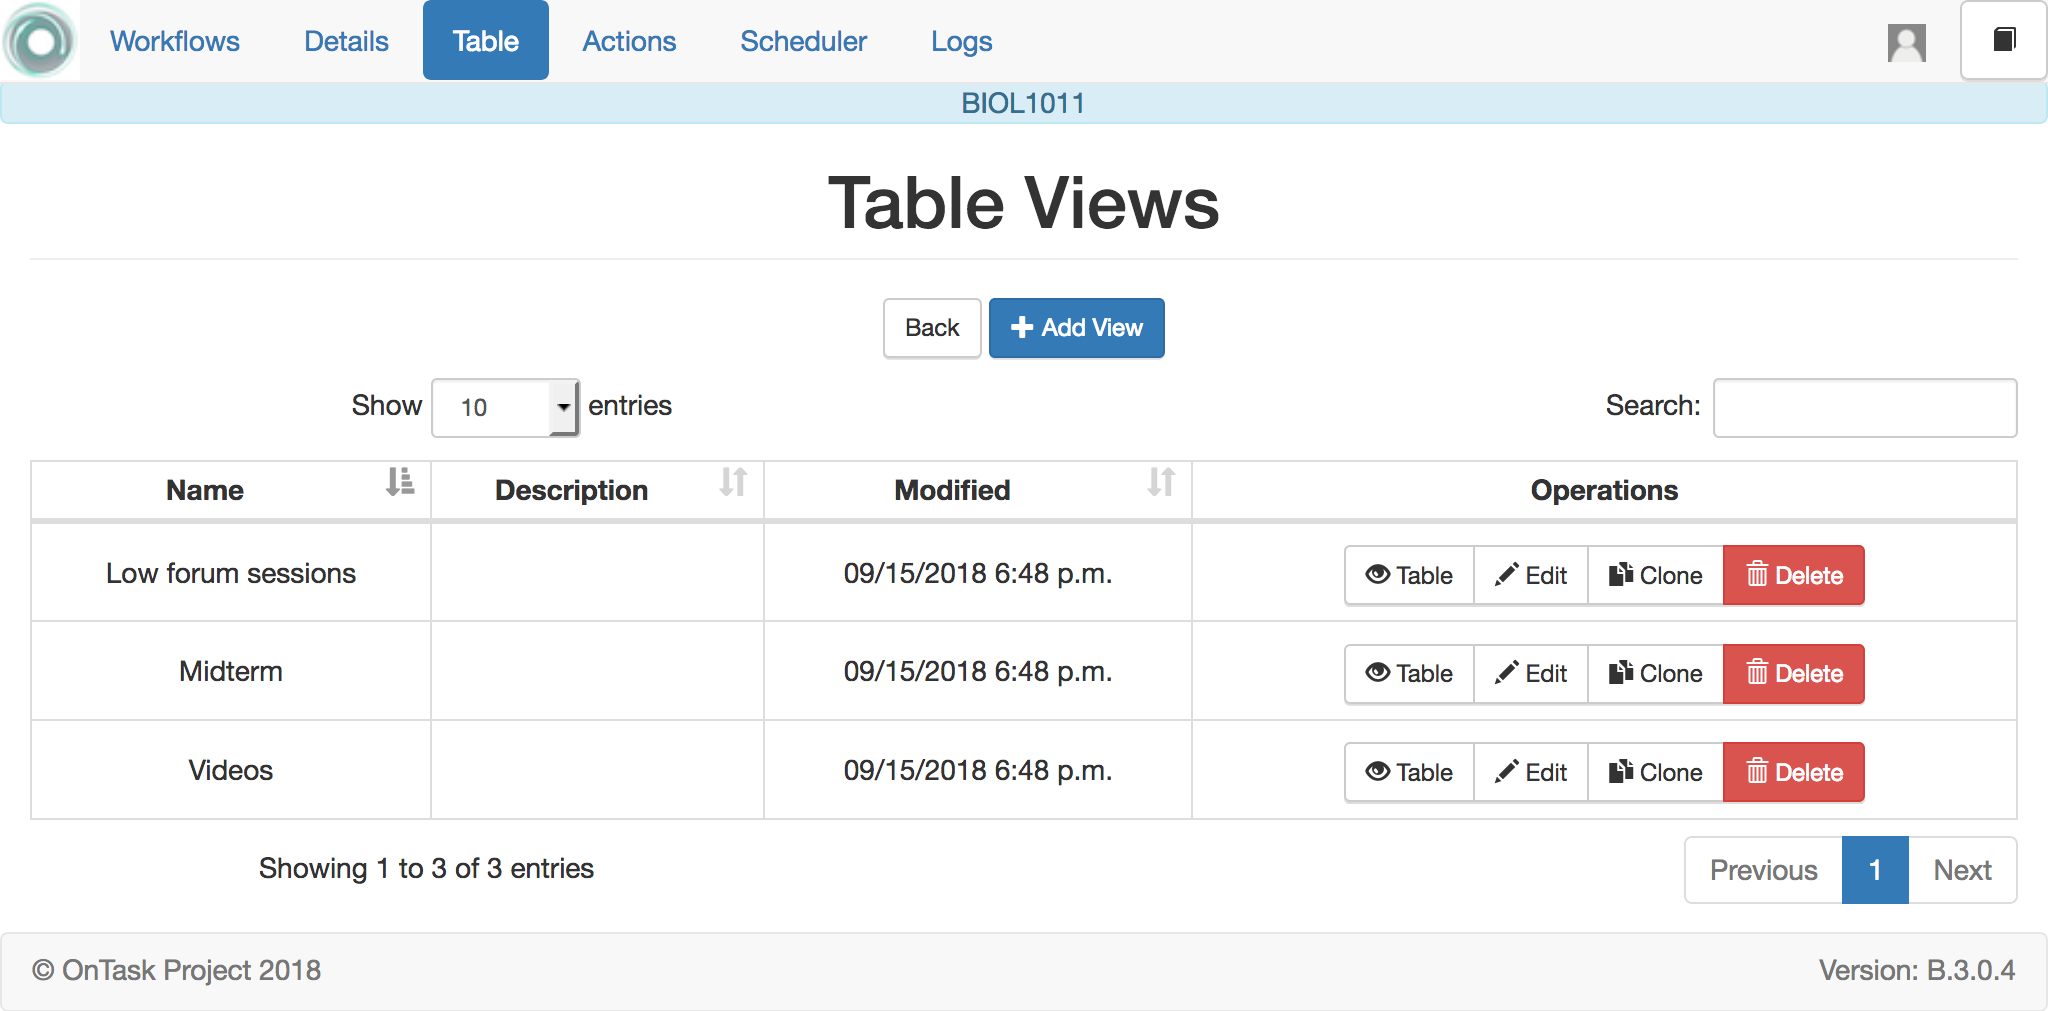 Workflows Details Table Actions Scheduler Logs
BIOL1011
Table Views
Back Add View
Show 10 entries Search:
Name Description Modified Operations
Low forum sessions 09/15/2018 6:48 p.m. Table Edit Clone Delete
Midterm 09/15/2018 6:48 p.m. Table Edit Clone Delete
Videos 09/15/2018 6:48 p.m. Table Edit Clone Delete
Showing 1 to 3 of 3 entries Previous 1 Next
© OnTask Project 2018 Version: B.3.0.4